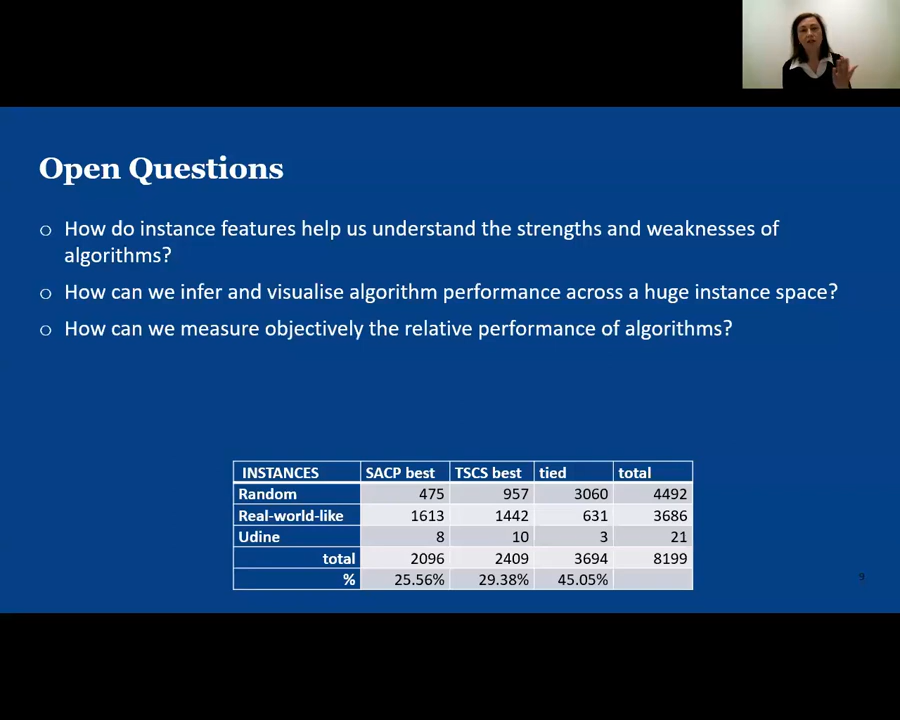 Open Questions
o How do instance features help us understand the strengths and weaknesses of
algorithms?
o How can we infer and visualise algorithm performance across a huge instance space?
o How can we measure objectively the relative performance of algorithms?
INSTANCES SACP best TSCS best tied total
Random 475 957 3060 4492
Real-world-like 1613 1442 631 3686
Udine 8 10 3 21
total 2096 2409 3694 8199
% 25.56% 29.38% 45.05%
9